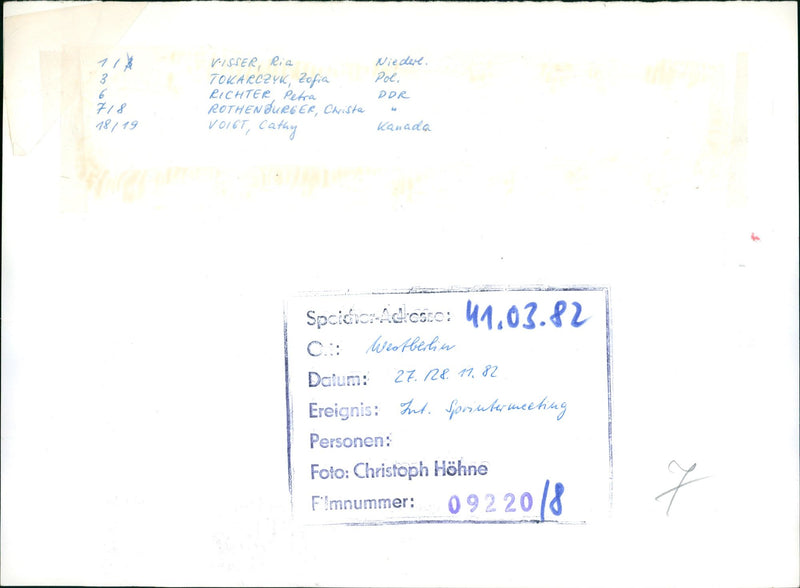 1/ VISSER, Ria Niederl.
3 TOKARCZYK, Zofia Pol.
6 RICHTER, Petra DDR
7/8 ROTHENBURGER, Christa "
18/19 VOIGT, Cathy Kanada
Speicher-Adresse: 41.03.82
Ort: Westberlin
Datum: 27./28.11.82
Ereignis: Int. Sprintermeeting
Personen:
Foto: Christoph Höhne
Filmnummer: 09220/8
7